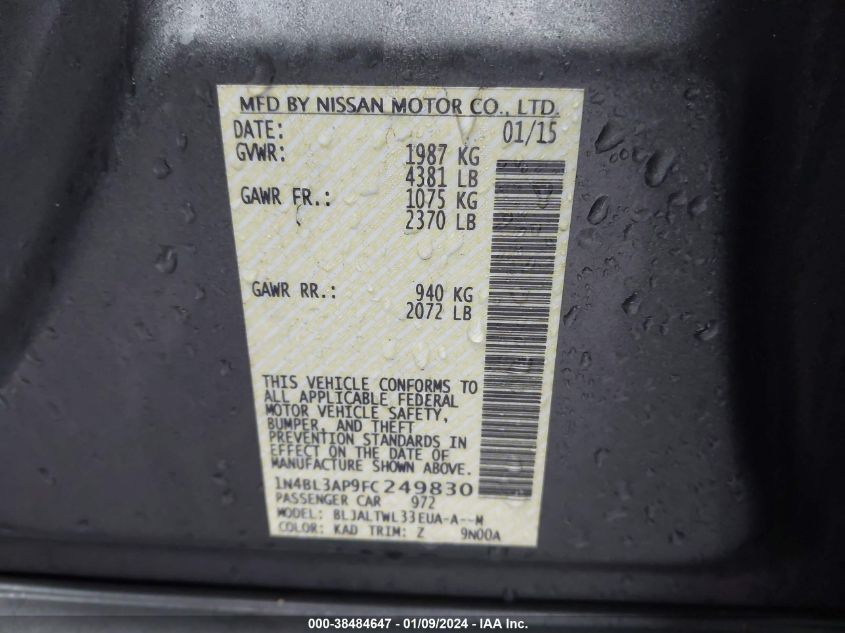 MFD BY NISSAN MOTOR CO., LTD.
DATE: 01/15
GVWR: 1987 KG
4381 LB
GAWR FR.: 1075 KG
2370 LB
GAWR RR.: 940 KG
2072 LB
THIS VEHICLE CONFORMS TO
ALL APPLICABLE FEDERAL
MOTOR VEHICLE SAFETY,
BUMPER, AND THEFT
PREVENTION STANDARDS IN
EFFECT ON THE DATE OF
MANUFACTURE SHOWN ABOVE.
1N4BL3AP9FC249830
PASSENGER CAR 972
MODEL: BLJALTWL33EUA-A--M
COLOR: KAD TRIM: Z 9N00A
000-38484647 - 01/09/2024 - IAA Inc.